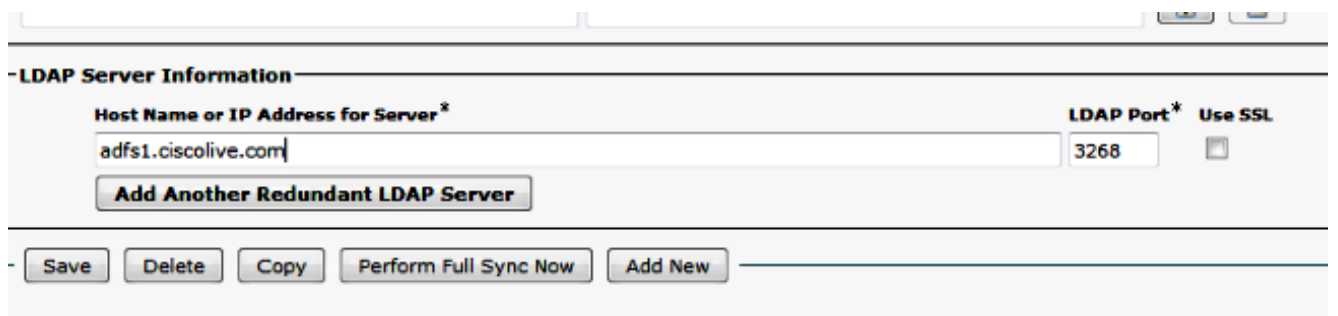 LDAP Server Information
Host Name or IP Address for Server* LDAP Port* Use SSL
adfs1.ciscolive.com 3268
Add Another Redundant LDAP Server
Save Delete Copy Perform Full Sync Now Add New